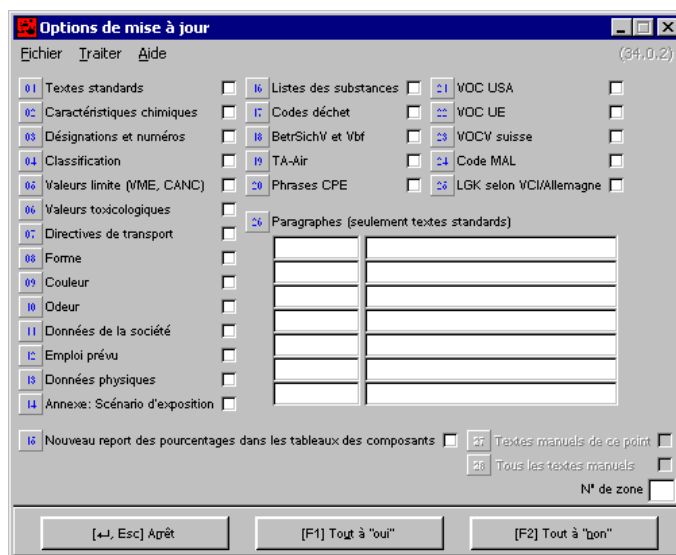 Options de mise à jour
Fichier Traiter Aide (34.0.2)
01 Textes standards
02 Caractéristiques chimiques
03 Désignations et numéros
04 Classification
05 Valeurs limite (VME, CANC)
06 Valeurs toxicologiques
07 Directives de transport
08 Forme
09 Couleur
10 Odeur
11 Données de la société
12 Emploi prévu
13 Données physiques
14 Annexe: Scénario d'exposition
16 Listes des substances
17 Codes déchet
18 BetrSichV et Vbf
19 TA-Air
20 Phrases CPE
21 VOC USA
22 VOC UE
23 VOCV suisse
24 Code MAL
25 LGK selon VCI/Allemagne
26 Paragraphes (seulement textes standards)
15 Nouveau report des pourcentages dans les tableaux des composants
27 Textes manuels de ce point
28 Tous les textes manuels
N° de zone
[↵, Esc] Arrêt
[F1] Tout à "oui"
[F2] Tout à "non"